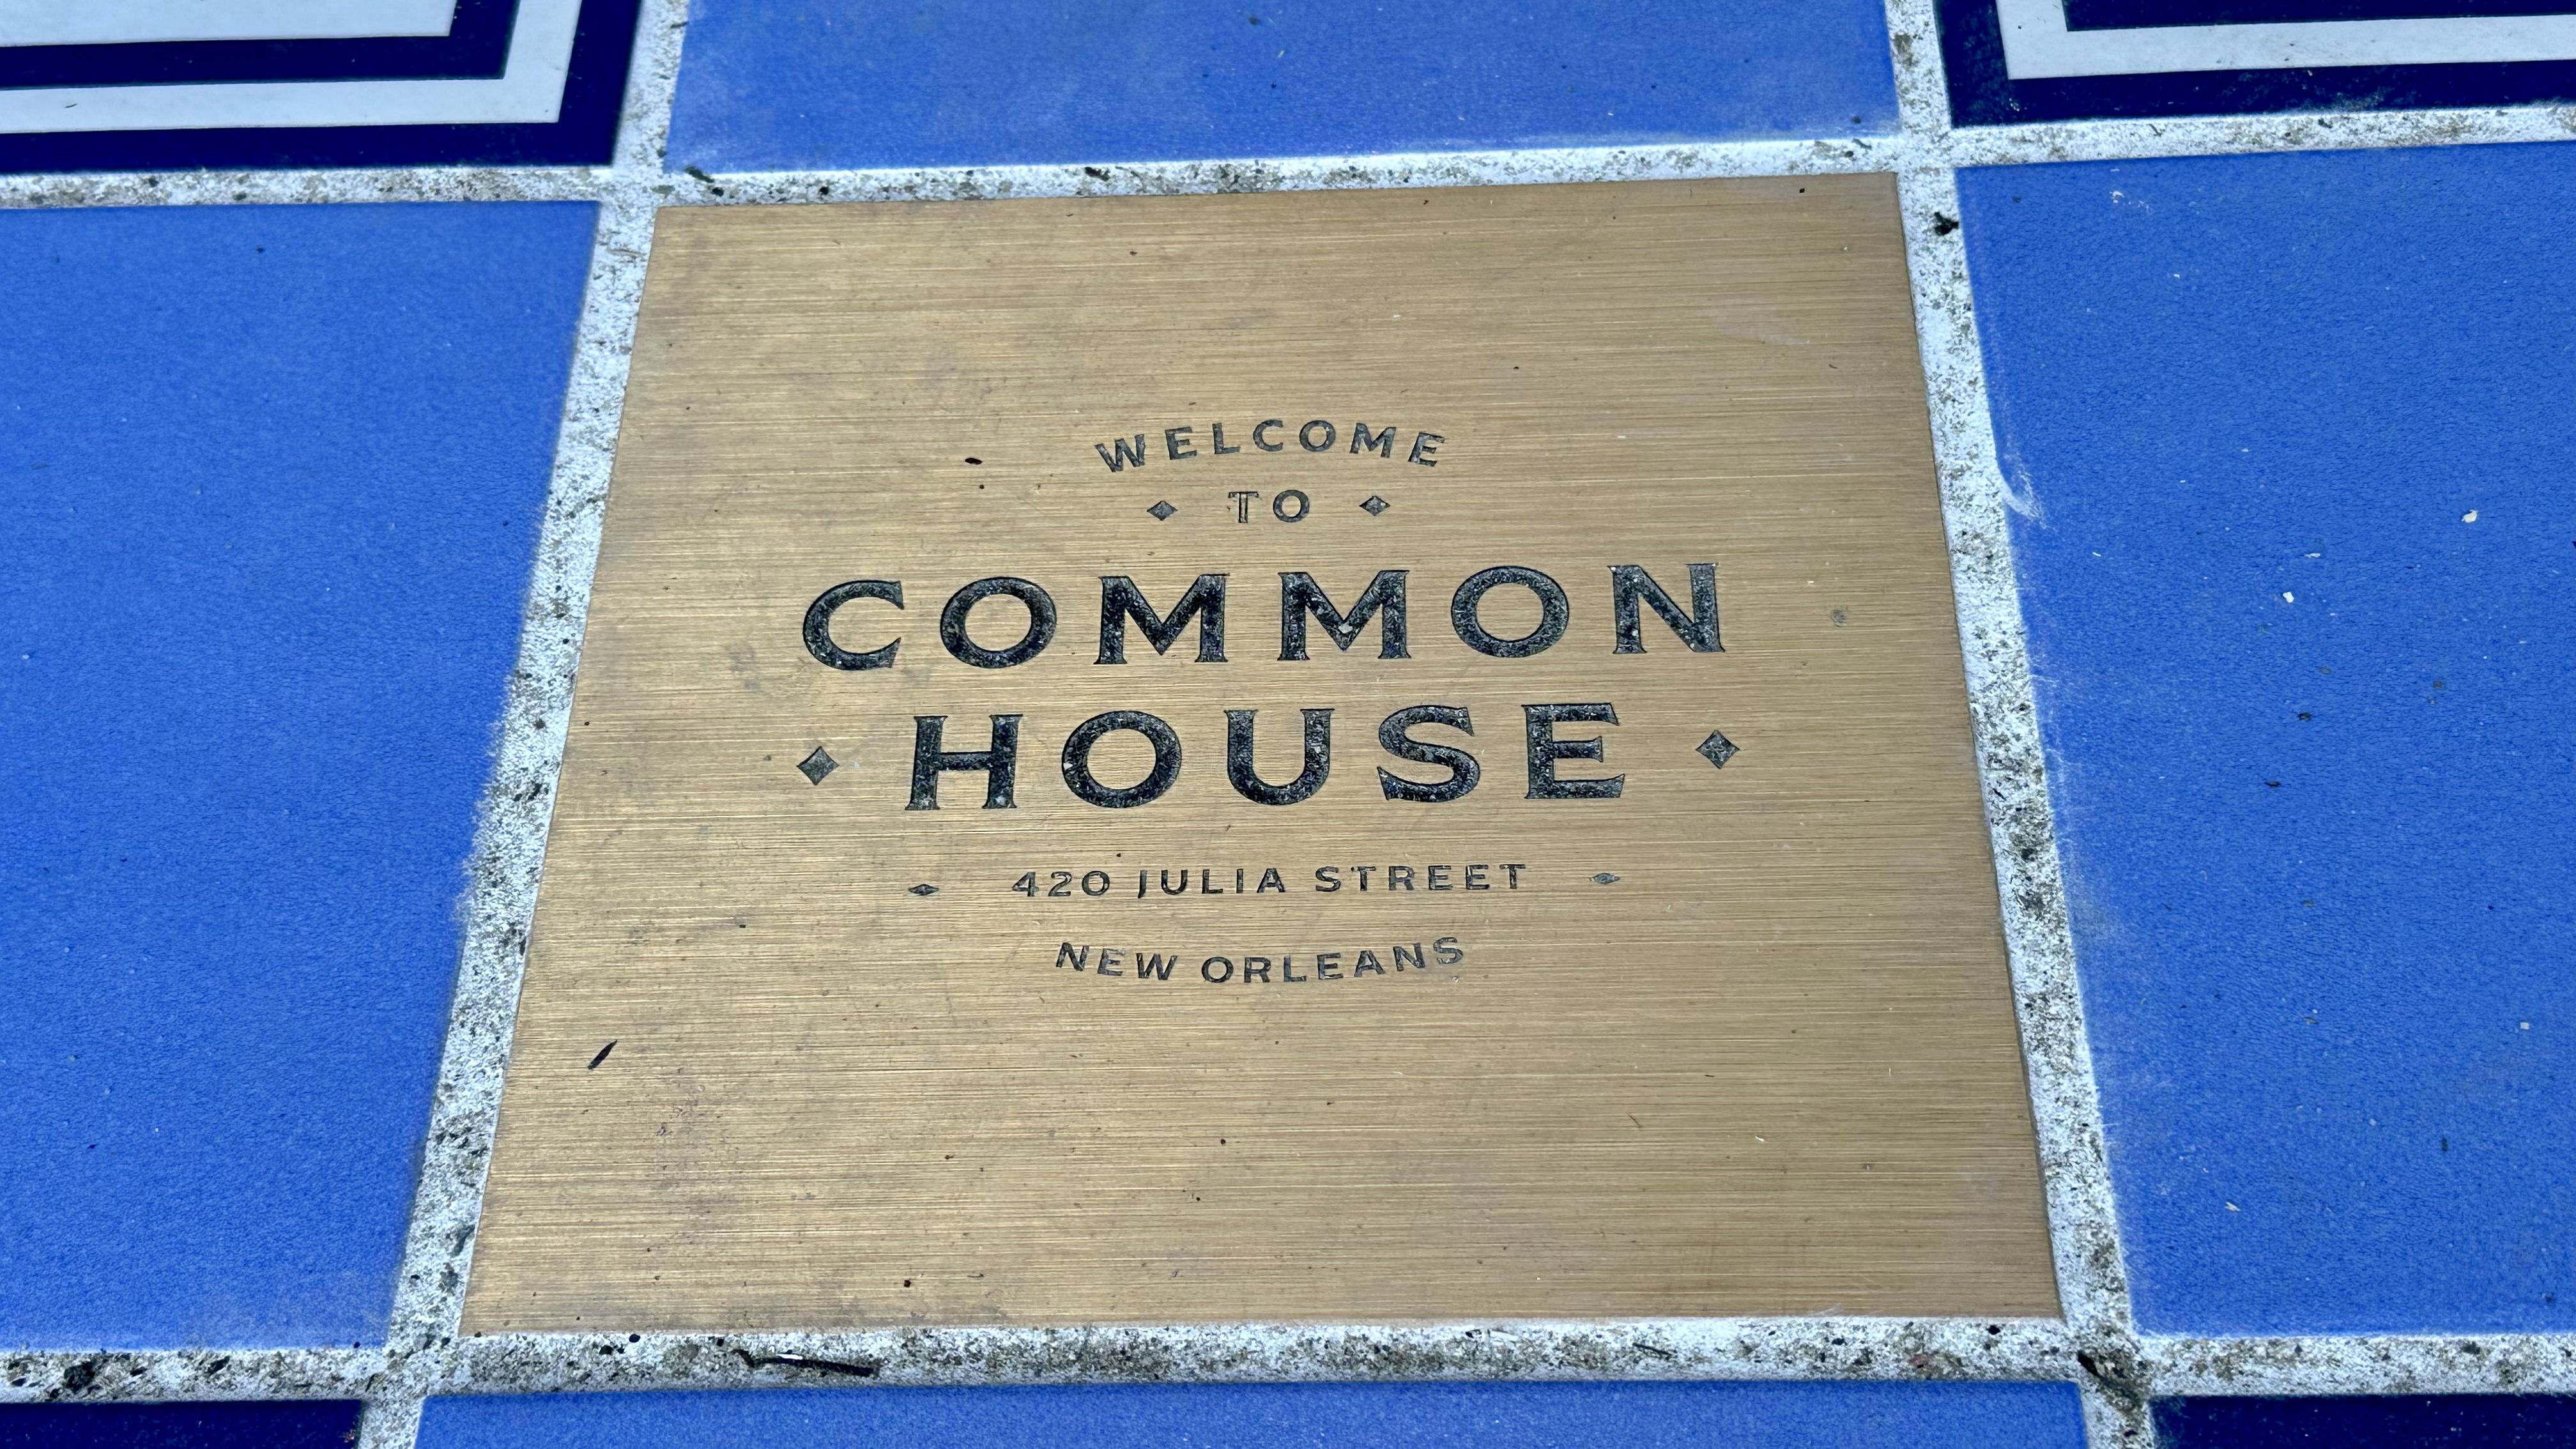 WELCOME
TO
COMMON
HOUSE
420 JULIA STREET
NEW ORLEANS